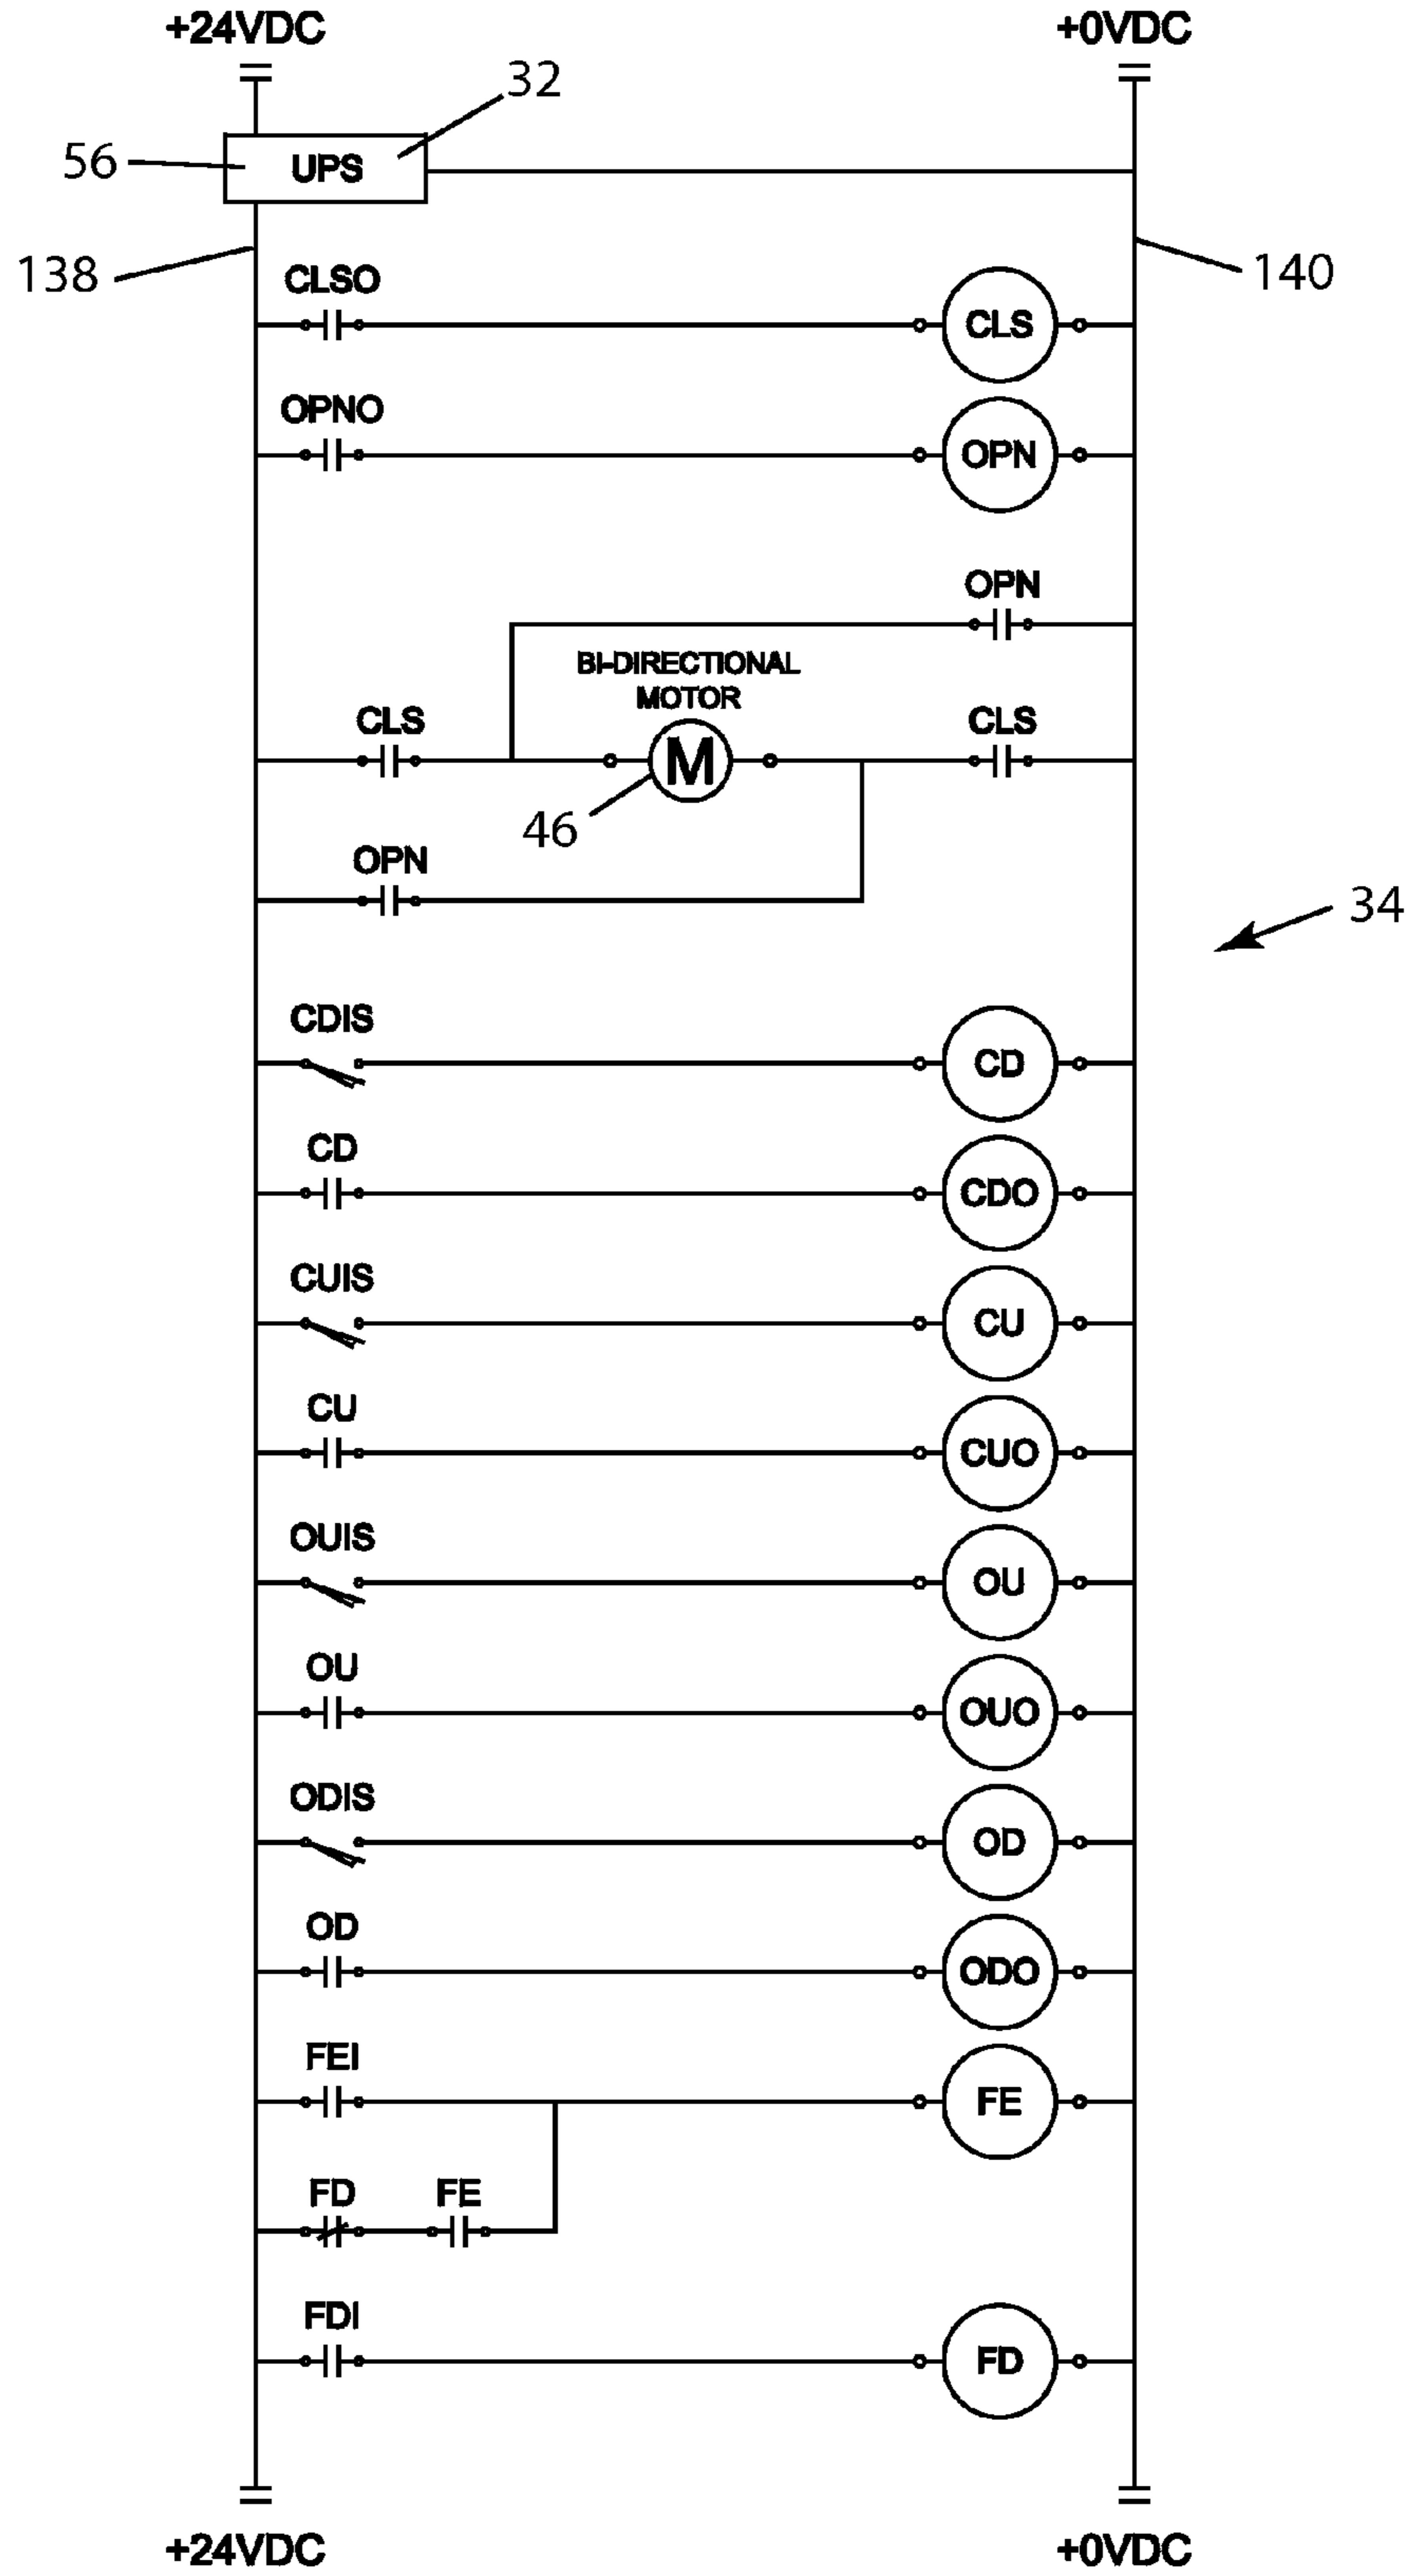 +24VDC +0VDC
32
56 UPS
138 140
CLSO
CLS
OPNO
OPN
OPN
BI-DIRECTIONAL
MOTOR
CLS M CLS
46
OPN
34
CDIS
CD
CD
CDO
CUIS
CU
CU
CUO
OUIS
OU
OU
OUO
ODIS
OD
OD
ODO
FEI
FE
FD FE
FDI
FD
+24VDC +0VDC